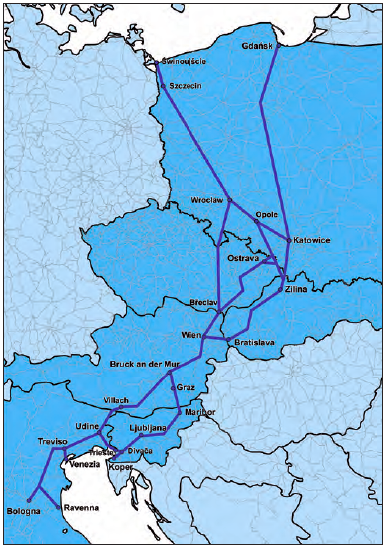 Gdańsk
Świnoujście
Szczecin
Wrocław
Opole
Katowice
Ostrava
Žilina
Břeclav
Wien
Bratislava
Bruck an der Mur
Graz
Villach
Maribor
Udine
Ljubljana
Treviso
Trieste
Divača
Venezia
Koper
Bologna
Ravenna